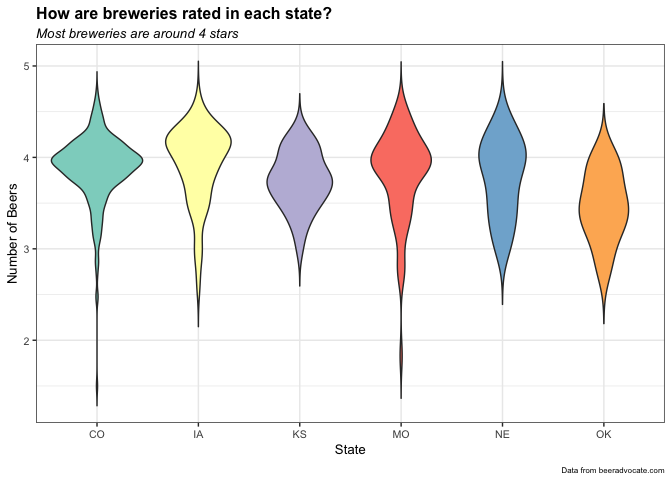 How are breweries rated in each state?
Most breweries are around 4 stars
Number of Beers
5
4
3
2
CO IA KS MO NE OK
State
Data from beeradvocate.com